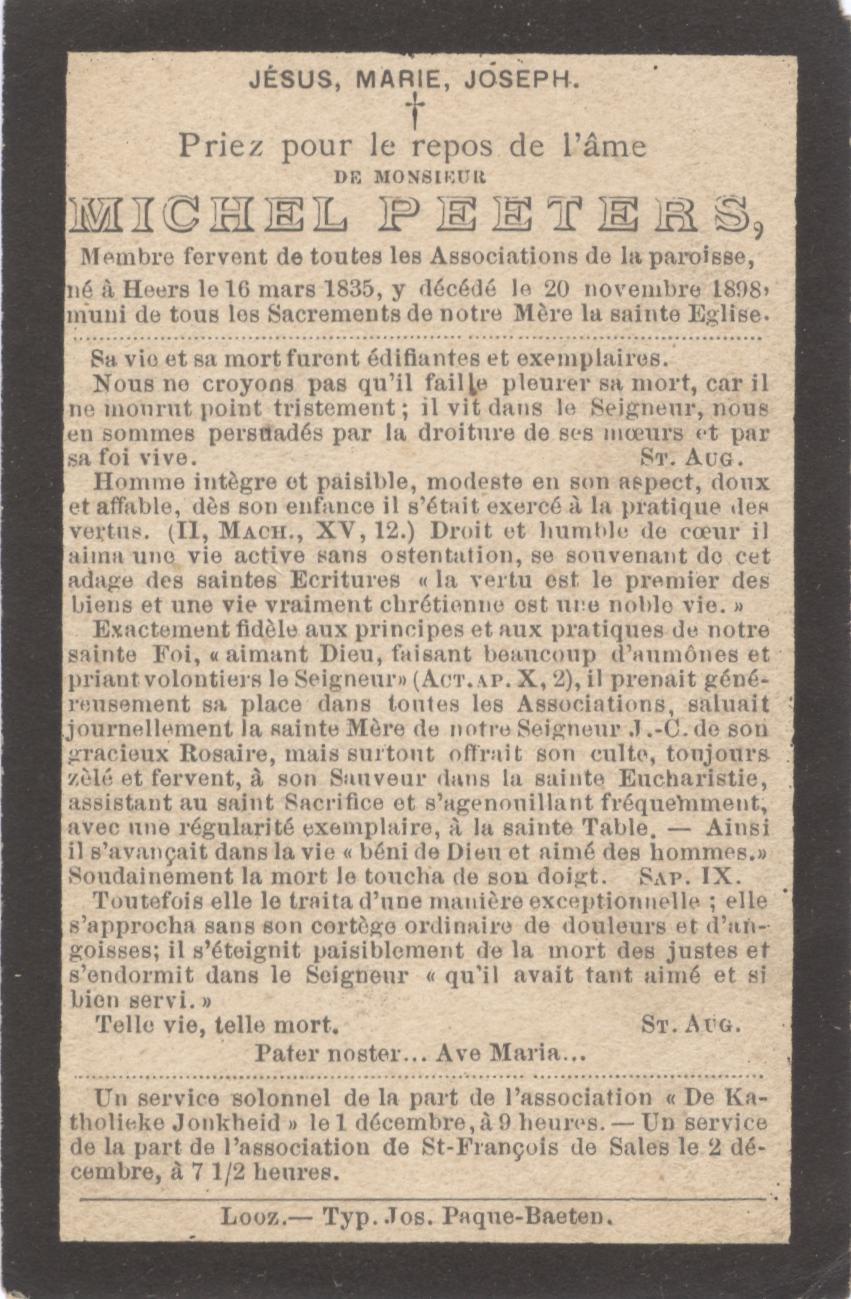 JÉSUS, MARIE, JOSEPH.
†
Priez pour le repos de l'âme
DE MONSIEUR
MICHEL PEETERS,
Membre fervent de toutes les Associations de la paroisse,
né à Heers le 16 mars 1835, y décédé le 20 novembre 1898,
muni de tous les Sacrements de notre Mère la sainte Eglise.
Sa vie et sa mort furent édifiantes et exemplaires.
Nous ne croyons pas qu'il faille pleurer sa mort, car il
ne mourut point tristement ; il vit dans le Seigneur, nous
en sommes persuadés par la droiture de ses mœurs et par
sa foi vive. ST. AUG.
Homme intègre et paisible, modeste en son aspect, doux
et affable, dès son enfance il s'était exercé à la pratique des
vertus. (II, MACH., XV, 12.) Droit et humble de cœur il
aima une vie active sans ostentation, se souvenant de cet
adage des saintes Ecritures « la vertu est le premier des
biens et une vie vraiment chrétienne est une noble vie. »
Exactement fidèle aux principes et aux pratiques de notre
sainte Foi, « aimant Dieu, faisant beaucoup d'aumônes et
priant volontiers le Seigneur» (ACT. AP. X, 2), il prenait géné-
reusement sa place dans toutes les Associations, saluait
journellement la sainte Mère de notre Seigneur J.-C. de son
gracieux Rosaire, mais surtout offrait son culte, toujours
zèlé et fervent, à son Sauveur dans la sainte Eucharistie,
assistant au saint Sacrifice et s'agenouillant fréquemment,
avec une régularité exemplaire, à la sainte Table. — Ainsi
il s'avançait dans la vie « béni de Dieu et aimé des hommes.»
Soudainement la mort le toucha de son doigt. SAP. IX.
Toutefois elle le traita d'une manière exceptionnelle ; elle
s'approcha sans son cortège ordinaire de douleurs et d'an-
goisses; il s'éteignit paisiblement de la mort des justes et
s'endormit dans le Seigneur « qu'il avait tant aimé et si
bien servi. »
Telle vie, telle mort. ST. AUG.
Pater noster... Ave Maria...
Un service solonnel de la part de l'association « De Ka-
tholieke Jonkheid » le 1 décembre, à 9 heures. — Un service
de la part de l'association de St-François de Sales le 2 dé-
cembre, à 7 1/2 heures.
Looz.— Typ. Jos. Paque-Baeten.